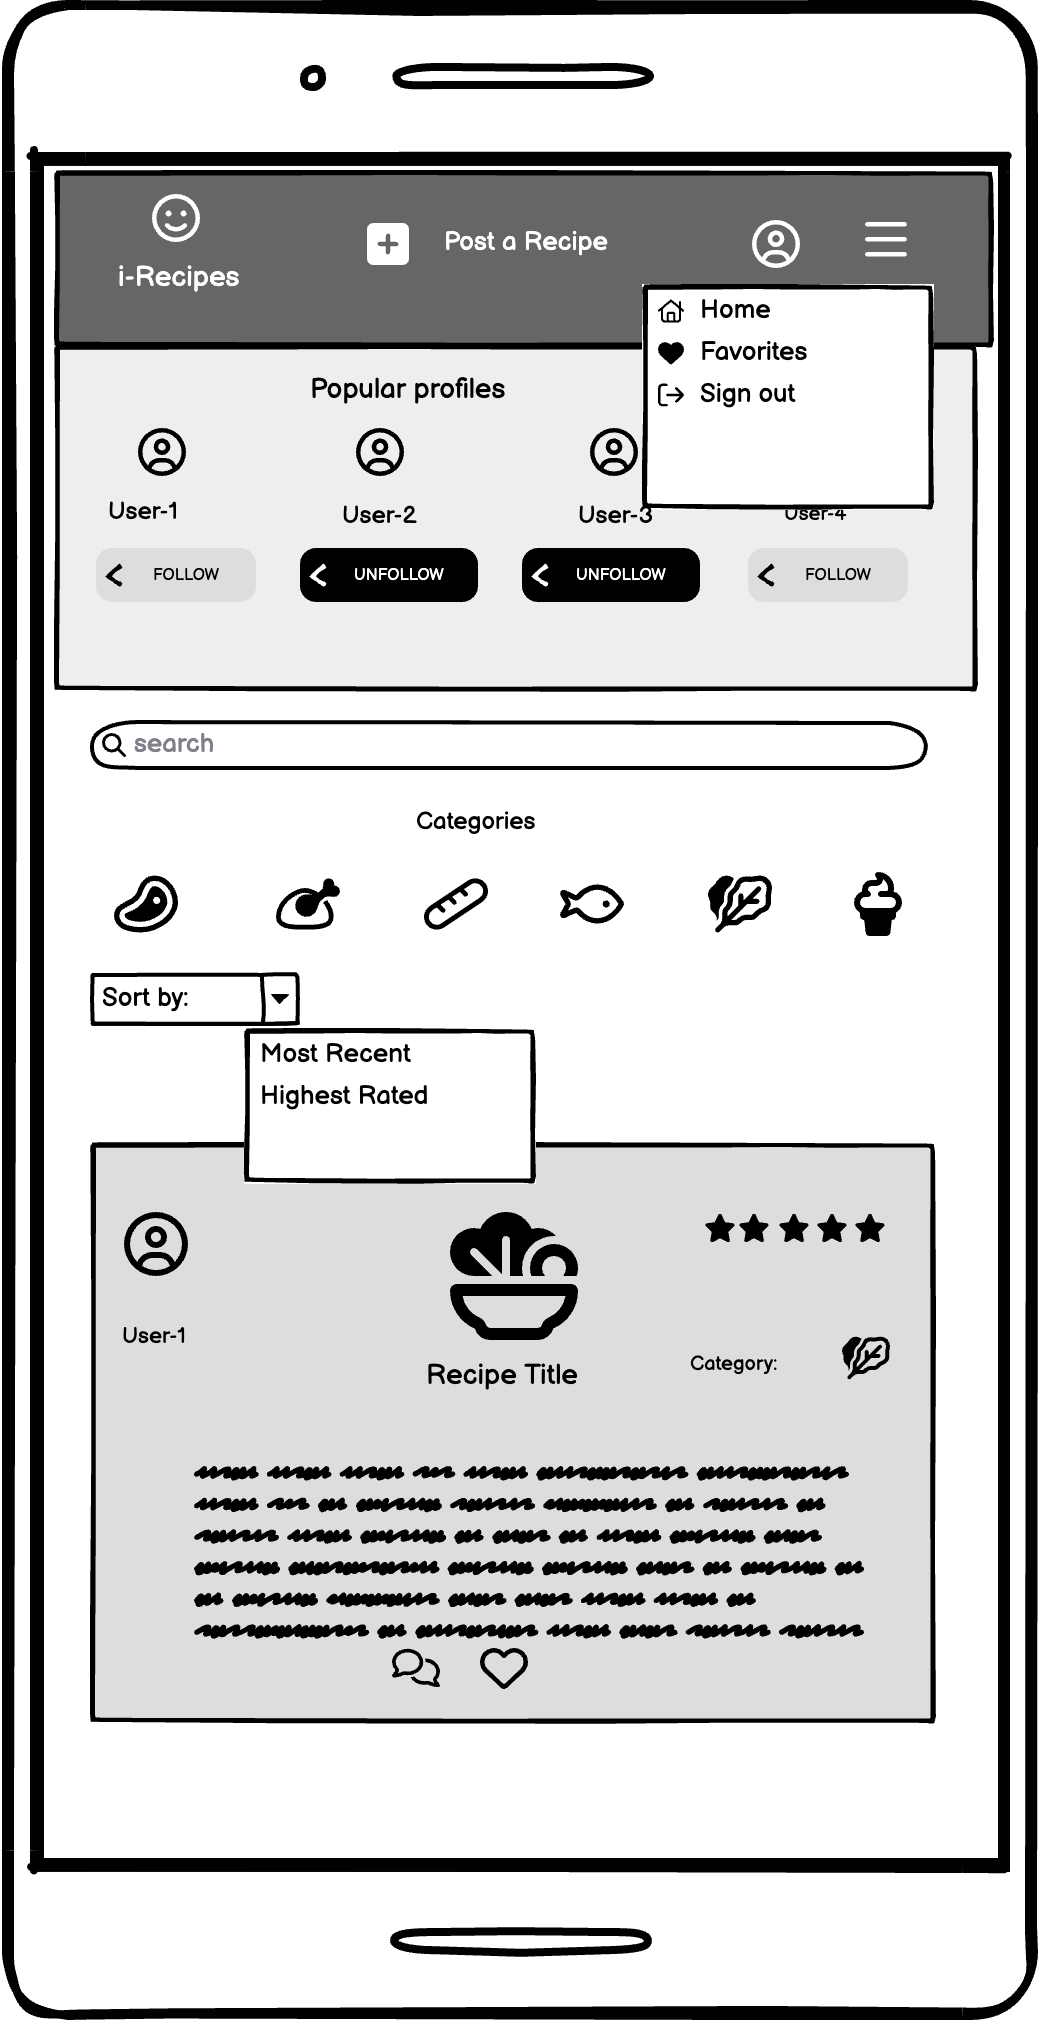 i-Recipes
Post a Recipe
Home
Favorites
Sign out
Popular profiles
User-1
User-2
User-3
User-4
FOLLOW
UNFOLLOW
UNFOLLOW
FOLLOW
search
Categories
Sort by:
Most Recent
Highest Rated
User-1
Recipe Title
Category: